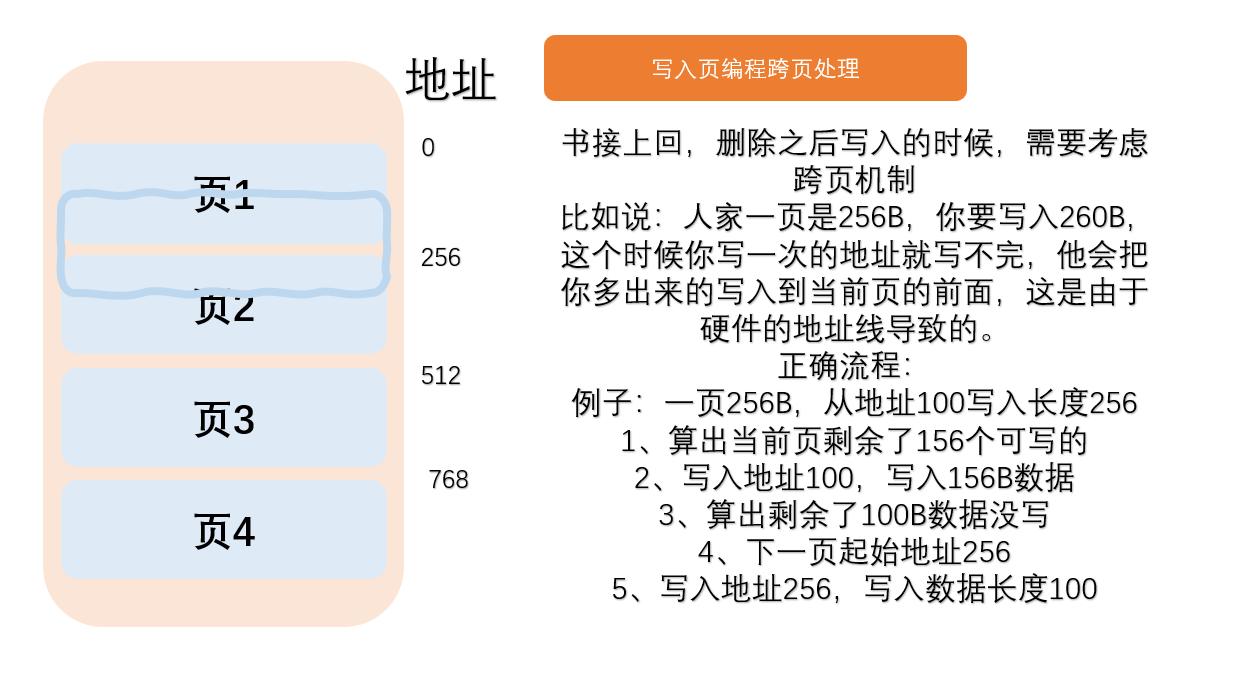 地址
写入页编程跨页处理
0
页1
256
页2
512
页3
768
页4
书接上回，删除之后写入的时候，需要考虑
跨页机制
比如说：人家一页是256B，你要写入260B，
这个时候你写一次的地址就写不完，他会把
你多出来的写入到当前页的前面，这是由于
硬件的地址线导致的。
正确流程：
例子：一页256B，从地址100写入长度256
1、算出当前页剩余了156个可写的
2、写入地址100，写入156B数据
3、算出剩余了100B数据没写
4、下一页起始地址256
5、写入地址256，写入数据长度100